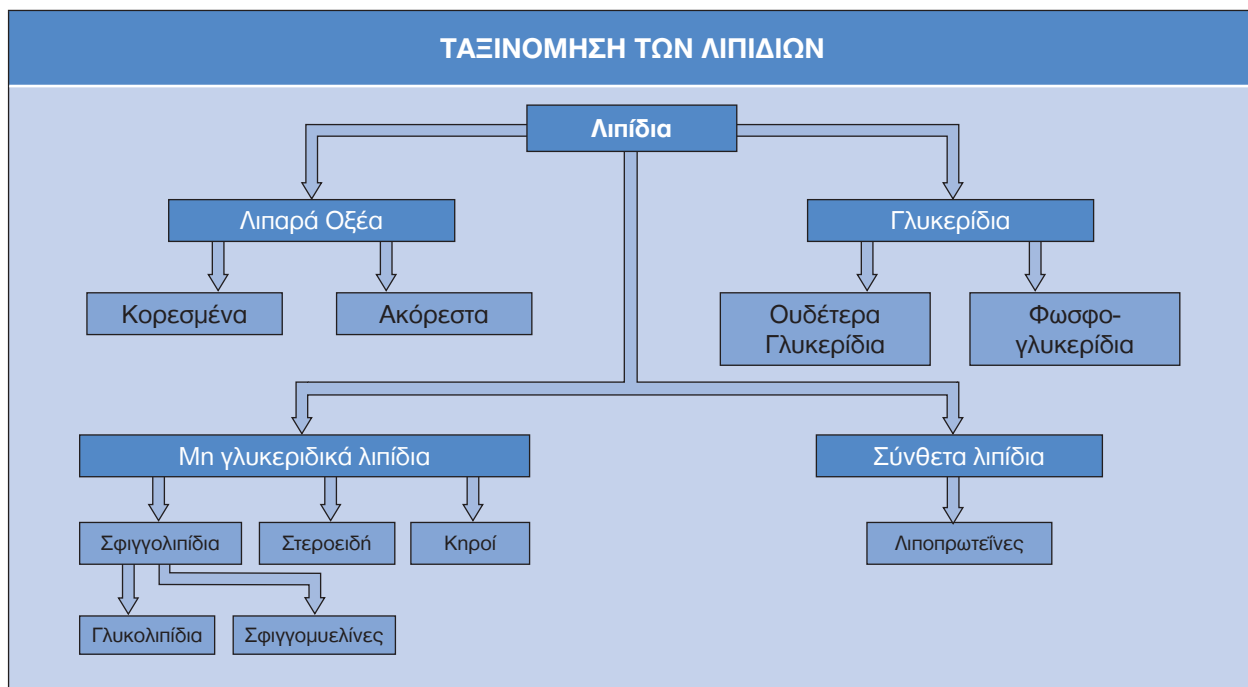 ΤΑΞΙΝΟΜΗΣΗ ΤΩΝ ΛΙΠΙΔΙΩΝ
Λιπίδια
Λιπαρά Οξέα
Γλυκερίδια
Κορεσμένα
Ακόρεστα
Ουδέτερα
Γλυκερίδια
Φωσφο-
γλυκερίδια
Μη γλυκεριδικά λιπίδια
Σύνθετα λιπίδια
Σφιγγολιπίδια
Στεροειδή
Κηροί
Λιποπρωτεΐνες
Γλυκολιπίδια
Σφιγγομυελίνες